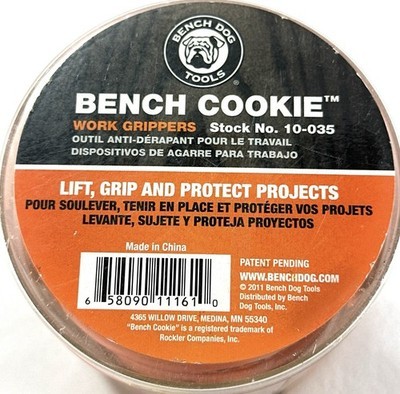 BENCH DOG
TOOLS
BENCH COOKIE™
WORK GRIPPERS Stock No. 10-035
OUTIL ANTI-DÉRAPANT POUR LE TRAVAIL
DISPOSITIVOS DE AGARRE PARA TRABAJO
LIFT, GRIP AND PROTECT PROJECTS
POUR SOULEVER, TENIR EN PLACE ET PROTÉGER VOS PROJETS
LEVANTE, SUJETE Y PROTEJA PROYECTOS
Made in China
6 58090 11161 0
PATENT PENDING
WWW.BENCHDOG.COM
© 2011 Bench Dog Tools
Distributed by Bench
Dog Tools, Inc.
4365 WILLOW DRIVE, MEDINA, MN 55340
"Bench Cookie" is a registered trademark of
Rockler Companies, Inc.